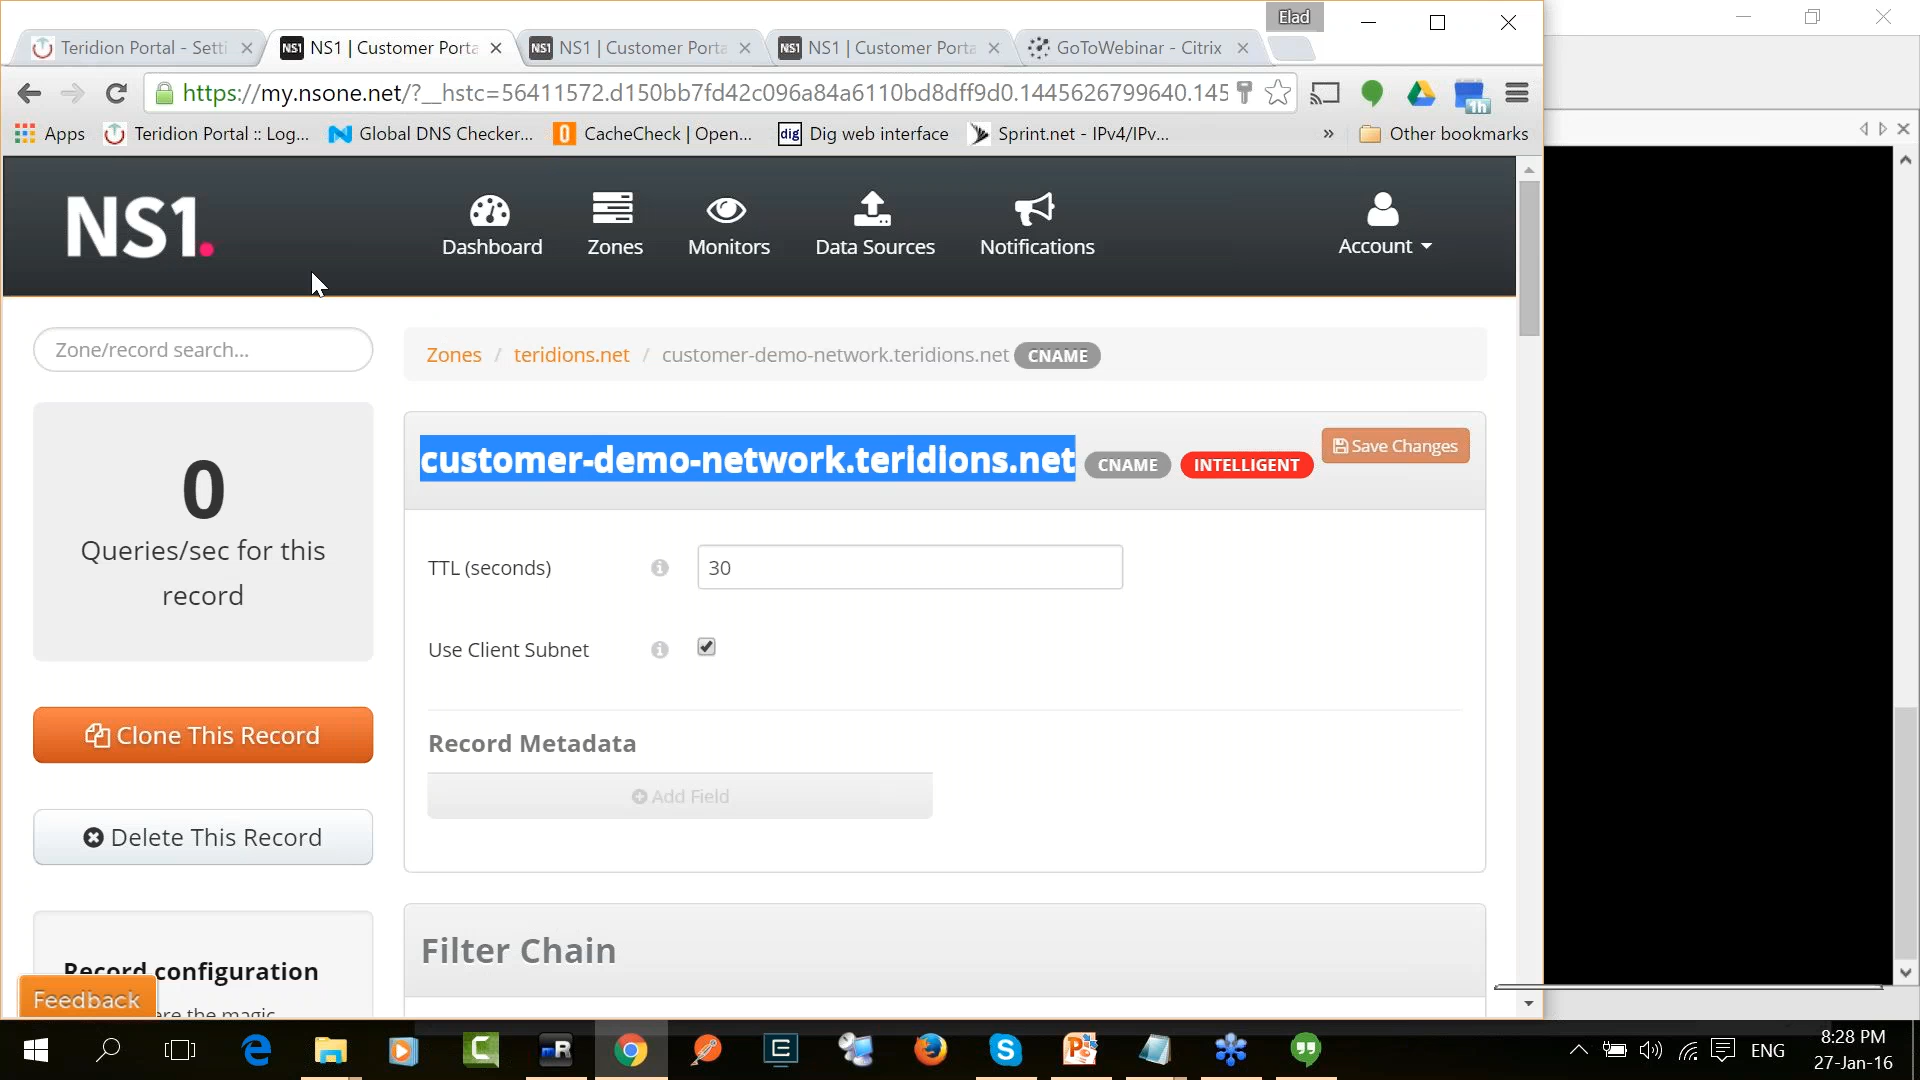 Elad
Teridion Portal - Setti
NS1 | Customer Porta
NS1 | Customer Porta
NS1 | Customer Porta
GoToWebinar - Citrix
https://my.nsone.net/?__hstc=56411572.d150bb7fd42c096a84a6110bd8dff9d0.1445626799640.145
1h
Apps
Teridion Portal :: Log...
Global DNS Checker...
CacheCheck | Open...
dig Dig web interface
Sprint.net - IPv4/IPv...
» Other bookmarks
NS1.
Dashboard
Zones
Monitors
Data Sources
Notifications
Account
Zone/record search...
Zones / teridions.net / customer-demo-network.teridions.net CNAME
customer-demo-network.teridions.net CNAME INTELLIGENT
Save Changes
0
Queries/sec for this
record
TTL (seconds) 30
Use Client Subnet
Clone This Record
Record Metadata
Add Field
Delete This Record
Filter Chain
Record configuration
Feedback
ere the magic
ENG
8:28 PM
27-Jan-16